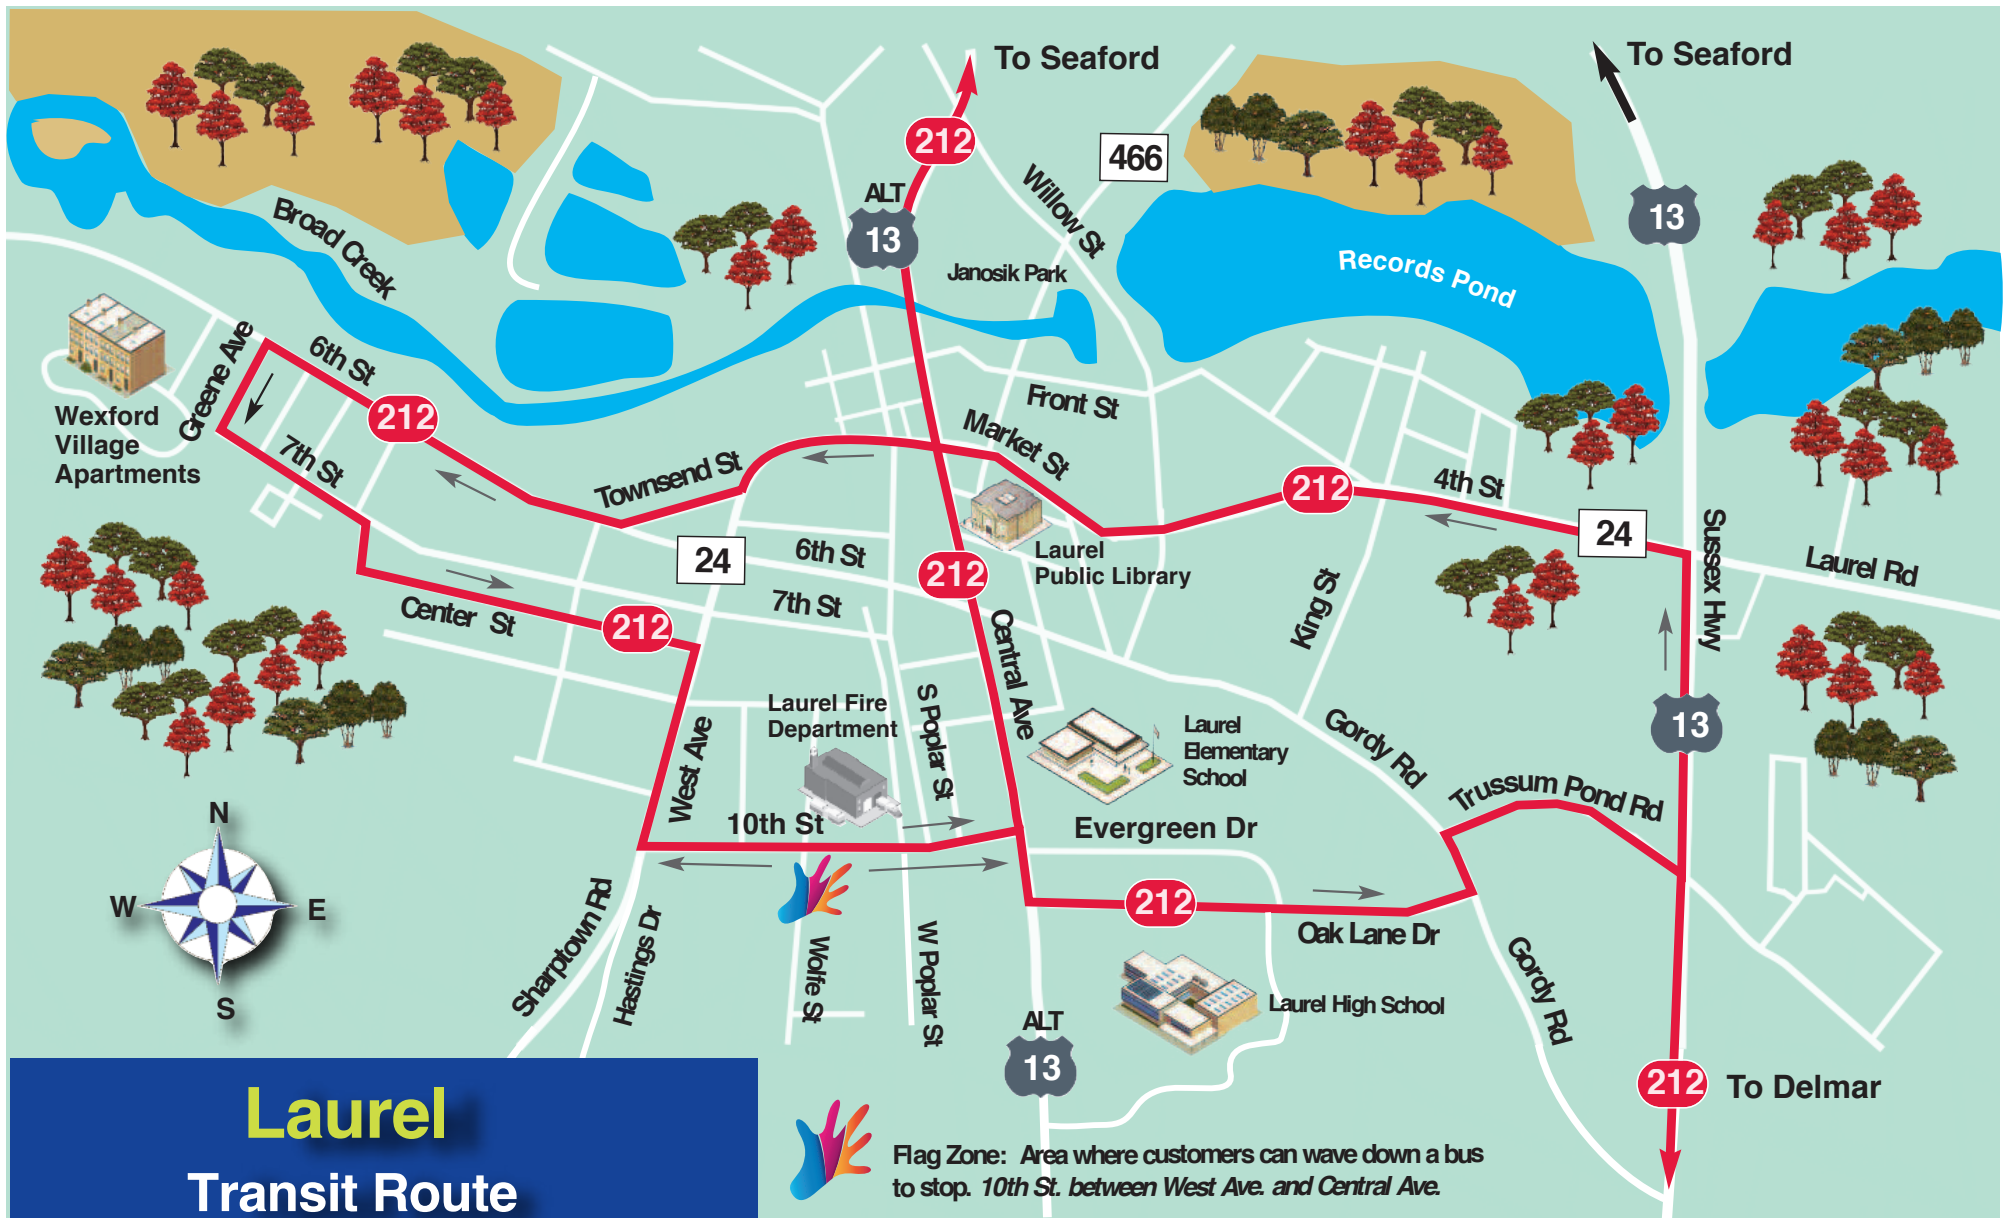 To Seaford
To Seaford
212
466
ALT
13
Willow St
13
Broad Creek
Janosik Park
Records Pond
Greene Ave
6th St
212
Wexford
Village
Apartments
7th St
Front St
Market St
Townsend St
212
4th St
24
Sussex Hwy
Laurel Rd
24
6th St
212
Laurel
Public Library
7th St
Center St
212
King St
Central Ave
13
Laurel Fire
Department
S Poplar St
West Ave
Laurel
Elementary
School
Gordy Rd
Trussum Pond Rd
10th St
Evergreen Dr
N
W
E
S
212
Oak Lane Dr
Sharptown Rd
Hastings Dr
Wolfe St
W Poplar St
Laurel High School
Gordy Rd
ALT
13
212
To Delmar
Laurel
Transit Route
Flag Zone: Area where customers can wave down a bus
to stop. 10th St. between West Ave. and Central Ave.